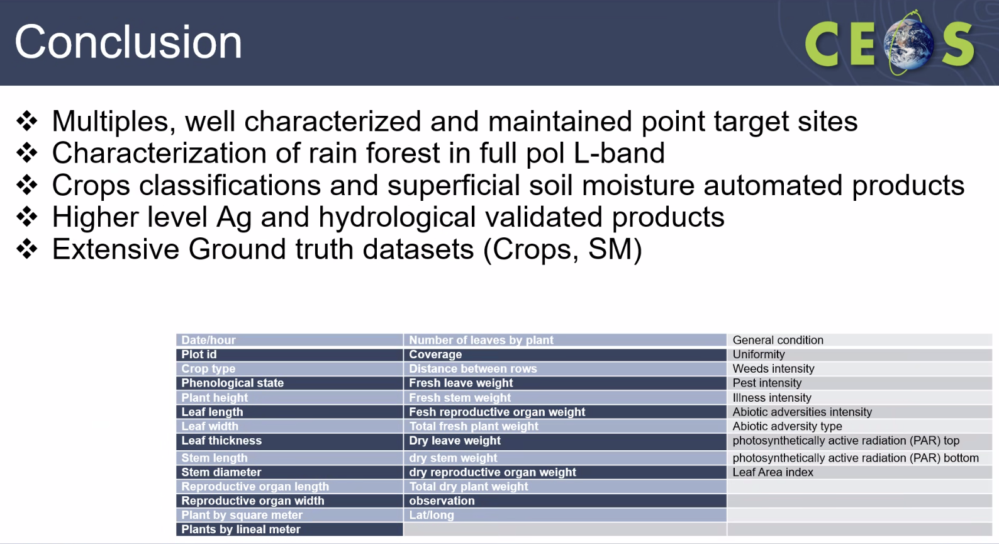 Conclusion
CEOS
❖ Multiples, well characterized and maintained point target sites
❖ Characterization of rain forest in full pol L-band
❖ Crops classifications and superficial soil moisture automated products
❖ Higher level Ag and hydrological validated products
❖ Extensive Ground truth datasets (Crops, SM)
Date/hour Number of leaves by plant General condition
Plot id Coverage Uniformity
Crop type Distance between rows Weeds intensity
Phenological state Fresh leave weight Pest intensity
Plant height Fresh stem weight Illness intensity
Leaf length Fesh reproductive organ weight Abiotic adversities intensity
Leaf width Total fresh plant weight Abiotic adversity type
Leaf thickness Dry leave weight photosynthetically active radiation (PAR) top
Stem length dry stem weight photosynthetically active radiation (PAR) bottom
Stem diameter dry reproductive organ weight Leaf Area index
Reproductive organ length Total dry plant weight
Reproductive organ width observation
Plant by square meter Lat/long
Plants by lineal meter